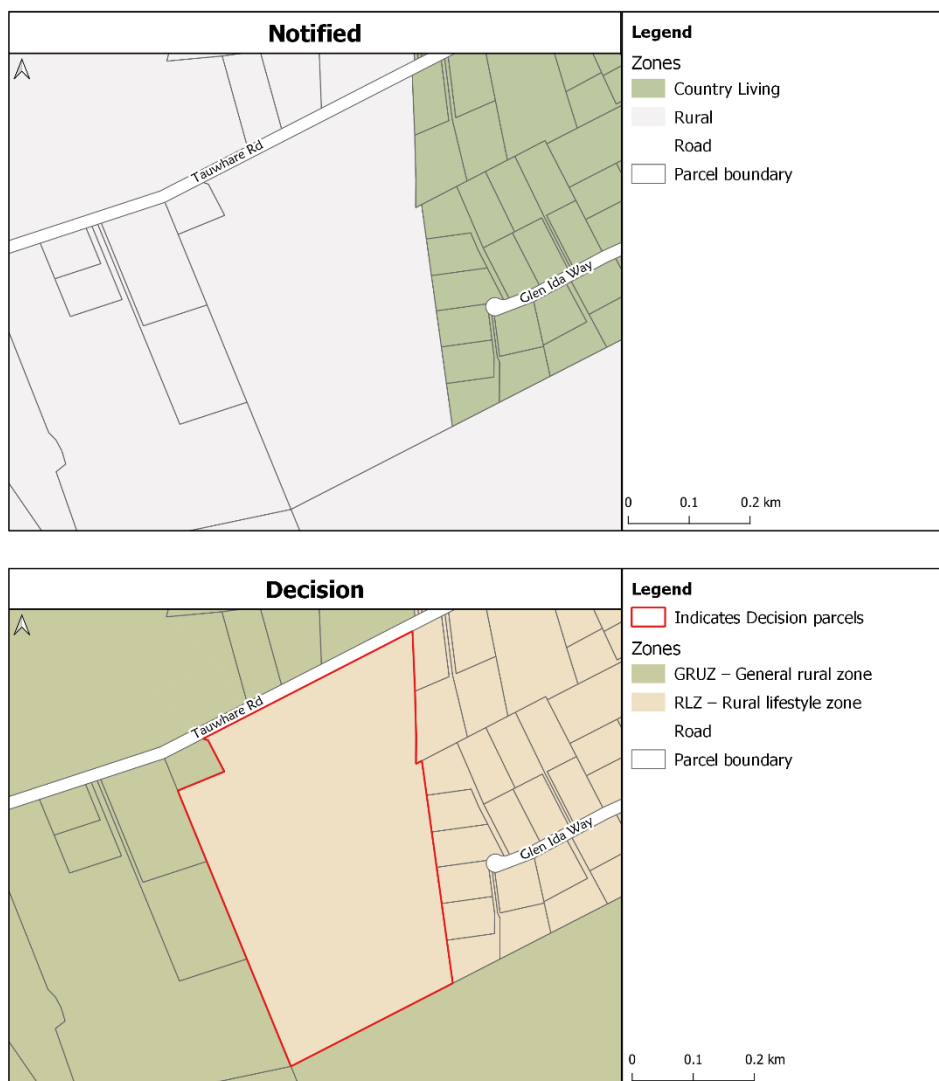 Notified
Legend
Zones
Country Living
Rural
Road
Parcel boundary
Tauwhare Rd
Glen Ida Way
0 0.1 0.2 km
Decision
Legend
Indicates Decision parcels
Zones
GRUZ – General rural zone
RLZ – Rural lifestyle zone
Road
Parcel boundary
Tauwhare Rd
Glen Ida Way
0 0.1 0.2 km